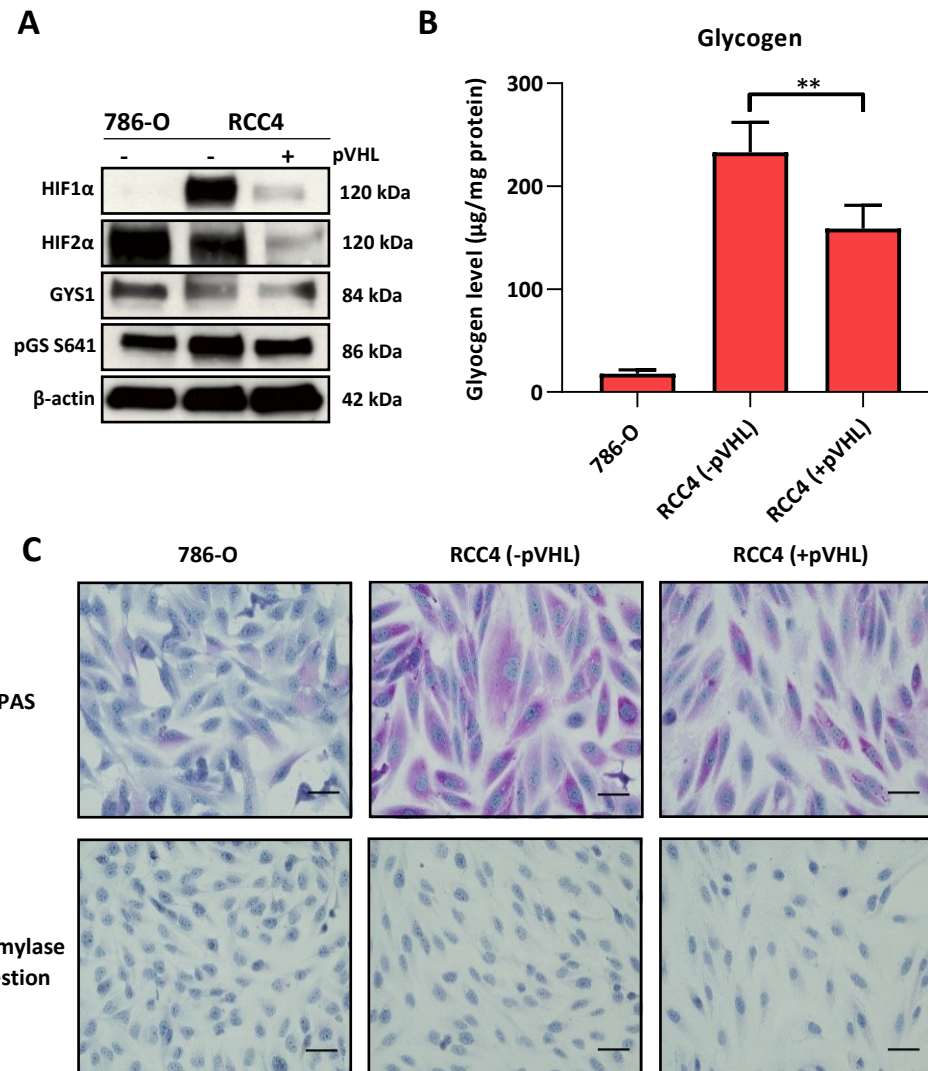 A
786-O RCC4
- - + pVHL
HIF1α 120 kDa
HIF2α 120 kDa
GYS1 84 kDa
pGS S641 86 kDa
β-actin 42 kDa
B
Glycogen
Glyocgen level (µg/mg protein)
300
200
100
0
**
786-O
RCC4 (-pVHL)
RCC4 (+pVHL)
C
786-O RCC4 (-pVHL) RCC4 (+pVHL)
PAS
mylase
estion